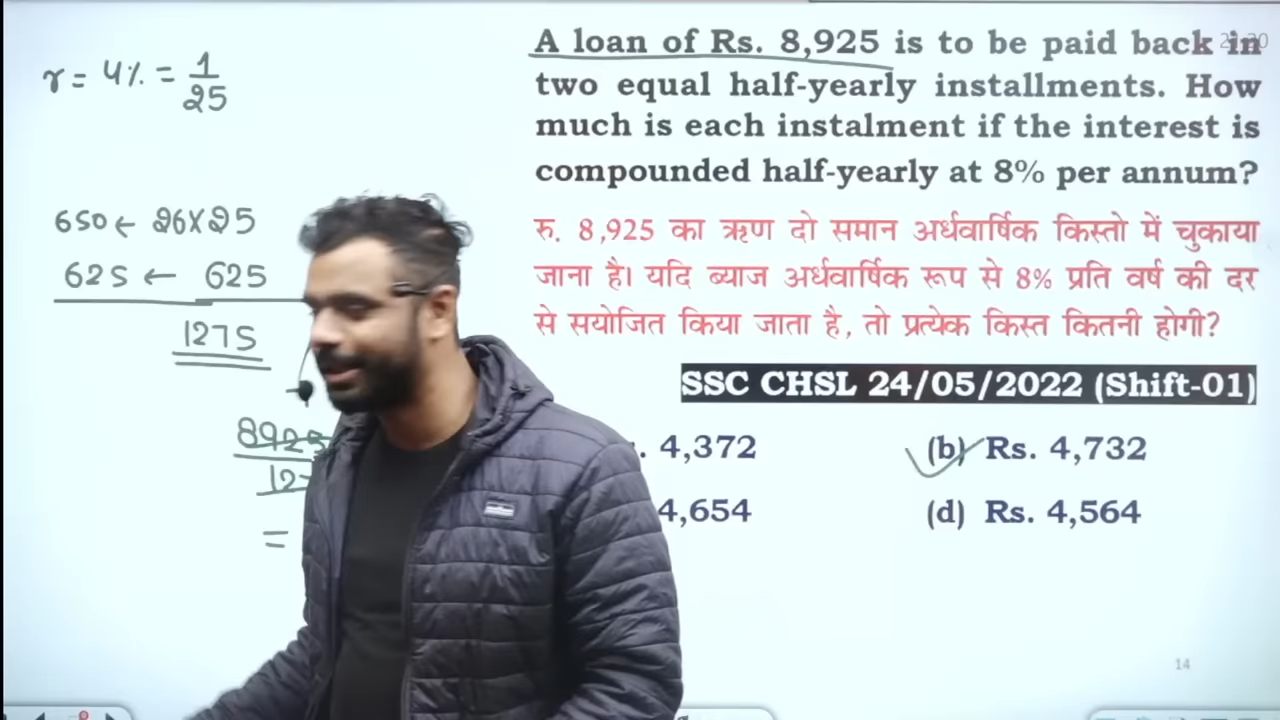 r = 4% = 1/25
650 ← 26×25
625 ← 625
1275
8925
=
A loan of Rs. 8,925 is to be paid back in
two equal half-yearly installments. How
much is each instalment if the interest is
compounded half-yearly at 8% per annum?
रु. 8,925 का ऋण दो समान अर्धवार्षिक किस्तो में चुकाया
जाना है। यदि ब्याज अर्धवार्षिक रूप से 8% प्रति वर्ष की दर
से सयोजित किया जाता है, तो प्रत्येक किस्त कितनी होगी?
SSC CHSL 24/05/2022 (Shift-01)
. 4,372 (b) Rs. 4,732
4,654 (d) Rs. 4,564
14